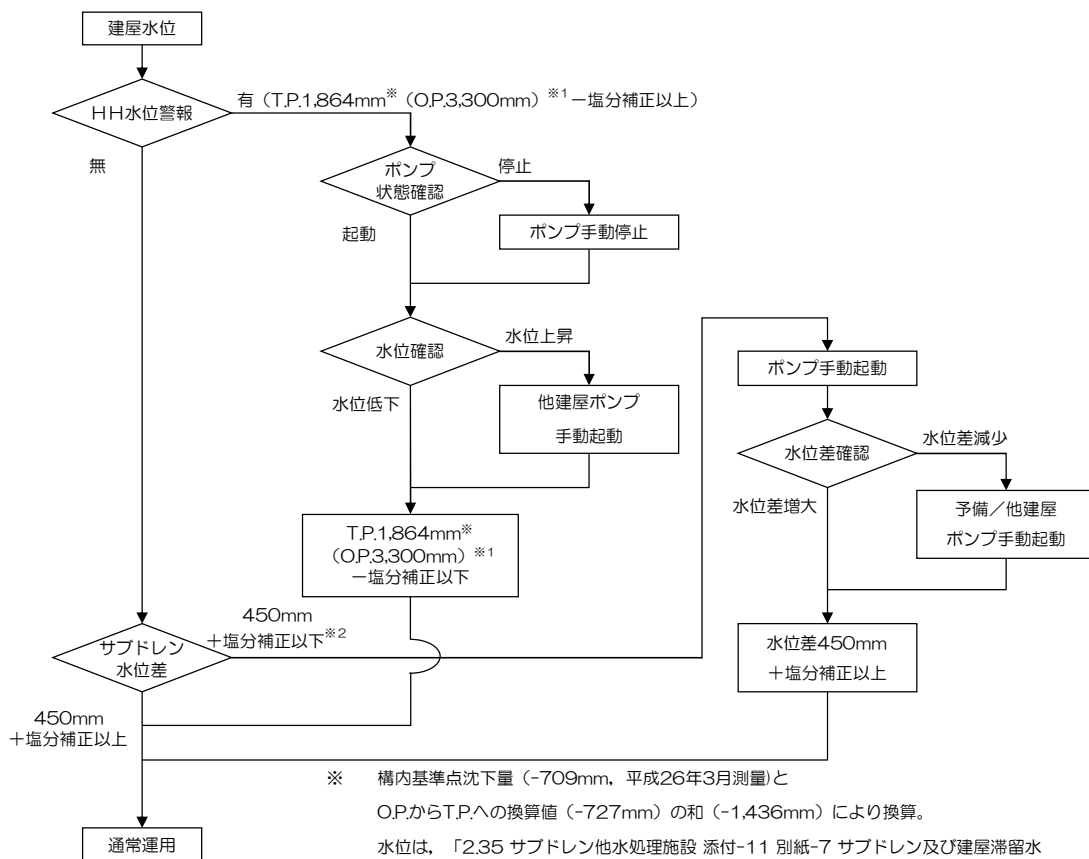 建屋水位
HH水位警報
有（T.P.1,864mm※（O.P.3,300mm）※1－塩分補正以上）
無
ポンプ
状態確認
停止
ポンプ手動停止
起動
水位確認
水位上昇
他建屋ポンプ
手動起動
水位低下
T.P.1,864mm※
（O.P.3,300mm）※1
－塩分補正以下
ポンプ手動起動
水位差確認
水位差減少
予備／他建屋
ポンプ手動起動
水位差増大
水位差450mm
＋塩分補正以上
サブドレン
水位差
450mm
＋塩分補正以下※2
450mm
＋塩分補正以上
通常運用
※ 構内基準点沈下量（-709mm，平成26年3月測量)と
O.P.からT.P.への換算値（-727mm）の和（-1,436mm）により換算。
水位は，「2.35 サブドレン他水処理施設 添付-11 別紙-7 サブドレン及び建屋滞留水